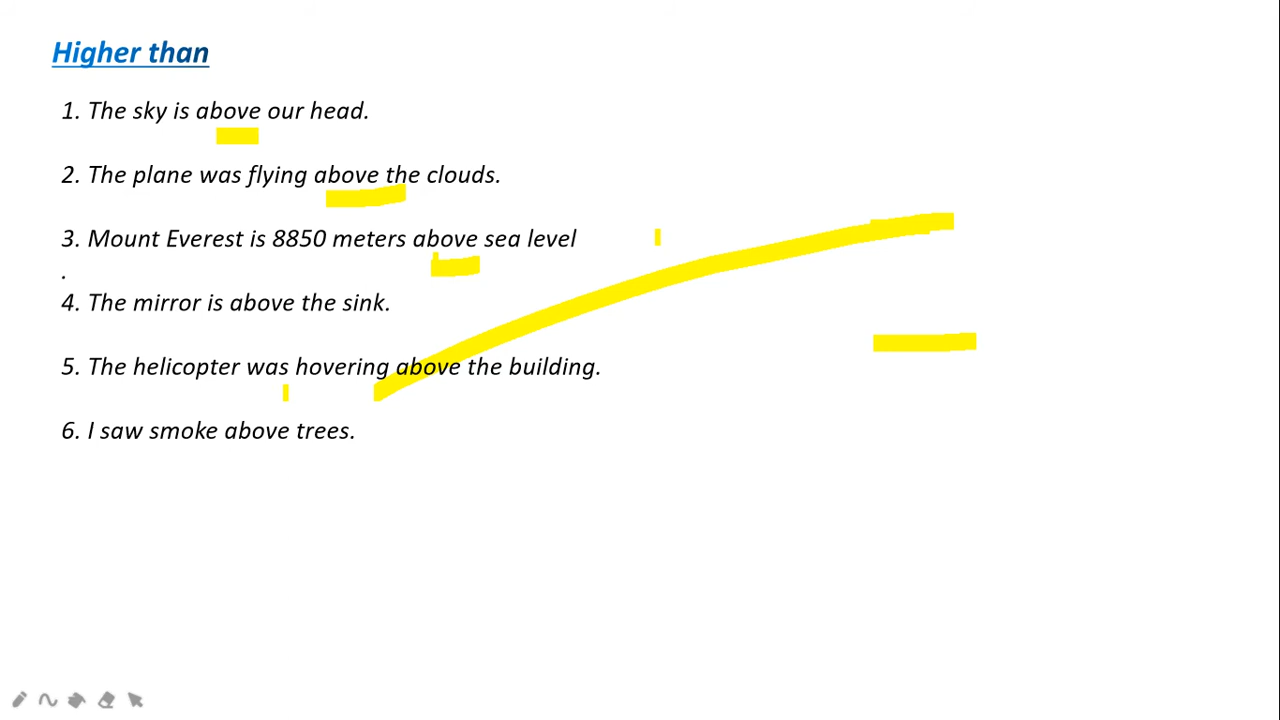 Higher than
1. The sky is above our head.
2. The plane was flying above the clouds.
3. Mount Everest is 8850 meters above sea level
.
4. The mirror is above the sink.
5. The helicopter was hovering above the building.
6. I saw smoke above trees.